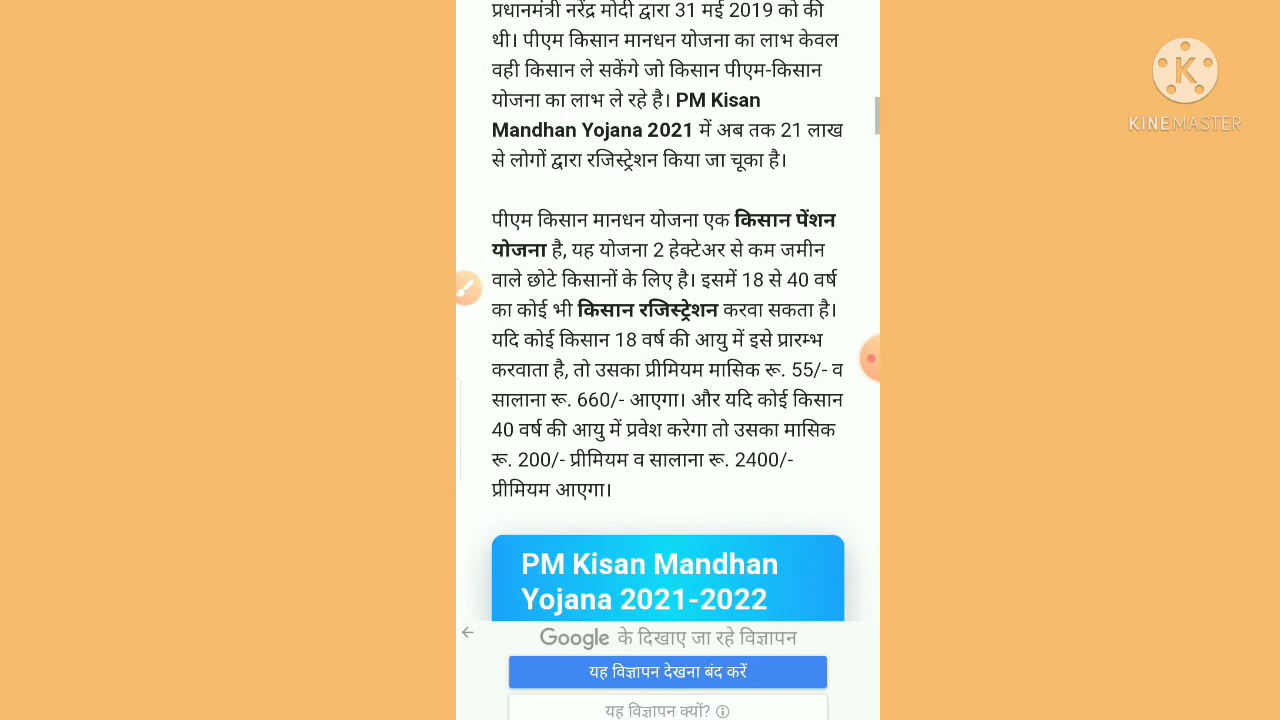 प्रधानमंत्री नरेंद्र मोदी द्वारा 31 मई 2019 को की
थी। पीएम किसान मानधन योजना का लाभ केवल
वही किसान ले सकेंगे जो किसान पीएम-किसान
योजना का लाभ ले रहे है। PM Kisan
Mandhan Yojana 2021 में अब तक 21 लाख
से लोगों द्वारा रजिस्ट्रेशन किया जा चूका है।
पीएम किसान मानधन योजना एक किसान पेंशन
योजना है, यह योजना 2 हेक्टेअर से कम जमीन
वाले छोटे किसानों के लिए है। इसमें 18 से 40 वर्ष
का कोई भी किसान रजिस्ट्रेशन करवा सकता है।
यदि कोई किसान 18 वर्ष की आयु में इसे प्रारम्भ
करवाता है, तो उसका प्रीमियम मासिक रू. 55/- व
सालाना रू. 660/- आएगा। और यदि कोई किसान
40 वर्ष की आयु में प्रवेश करेगा तो उसका मासिक
रू. 200/- प्रीमियम व सालाना रू. 2400/-
प्रीमियम आएगा।
PM Kisan Mandhan
Yojana 2021-2022
Google के दिखाए जा रहे विज्ञापन
यह विज्ञापन देखना बंद करें
यह विज्ञापन क्यों?
K
KINEMASTER